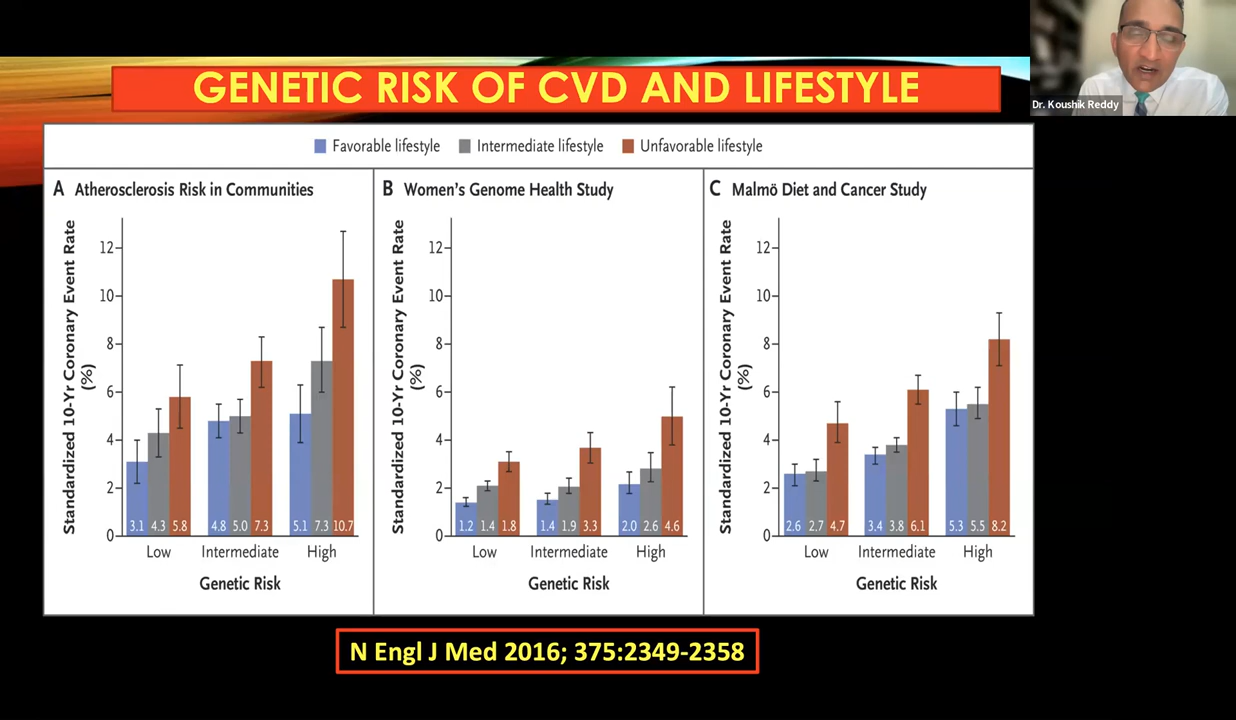 GENETIC RISK OF CVD AND LIFESTYLE
Dr. Koushik Reddy
Favorable lifestyle Intermediate lifestyle Unfavorable lifestyle
A Atherosclerosis Risk in Communities
Standardized 10-Yr Coronary Event Rate
(%)
12
10
8
6
4
2
0
3.1 4.3 5.8 4.8 5.0 7.3 5.1 7.3 10.7
Low Intermediate High
Genetic Risk
B Women's Genome Health Study
Standardized 10-Yr Coronary Event Rate
(%)
12
10
8
6
4
2
0
1.2 1.4 1.8 1.4 1.9 3.3 2.0 2.6 4.6
Low Intermediate High
Genetic Risk
C Malmö Diet and Cancer Study
Standardized 10-Yr Coronary Event Rate
(%)
12
10
8
6
4
2
0
2.6 2.7 4.7 3.4 3.8 6.1 5.3 5.5 8.2
Low Intermediate High
Genetic Risk
N Engl J Med 2016; 375:2349-2358